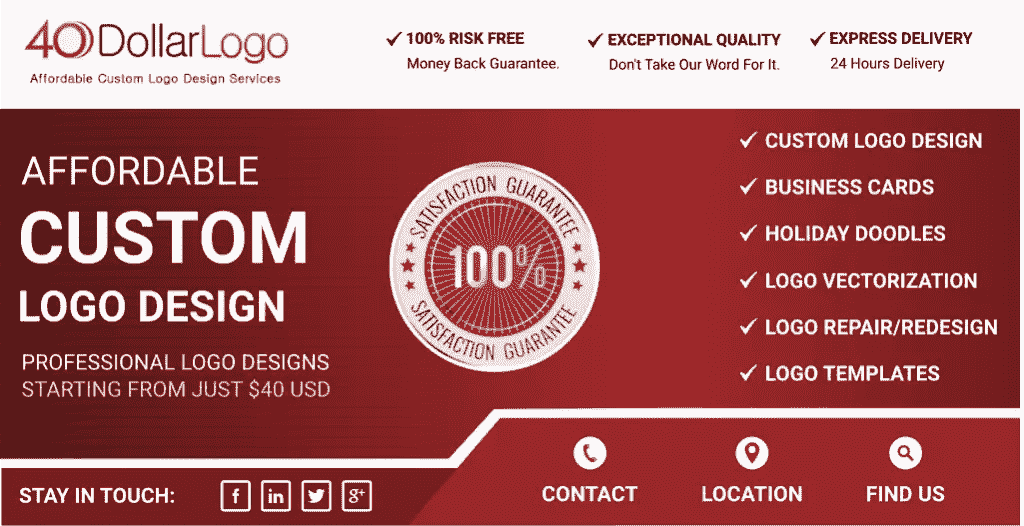 40DollarLogo
Affordable Custom Logo Design Services
100% RISK FREE
Money Back Guarantee.
EXCEPTIONAL QUALITY
Don't Take Our Word For It.
EXPRESS DELIVERY
24 Hours Delivery
AFFORDABLE
CUSTOM
LOGO DESIGN
PROFESSIONAL LOGO DESIGNS
STARTING FROM JUST $40 USD
SATISFACTION GUARANTEE
100%
SATISFACTION GUARANTEE
CUSTOM LOGO DESIGN
BUSINESS CARDS
HOLIDAY DOODLES
LOGO VECTORIZATION
LOGO REPAIR/REDESIGN
LOGO TEMPLATES
STAY IN TOUCH:
f in g+
CONTACT
LOCATION
FIND US